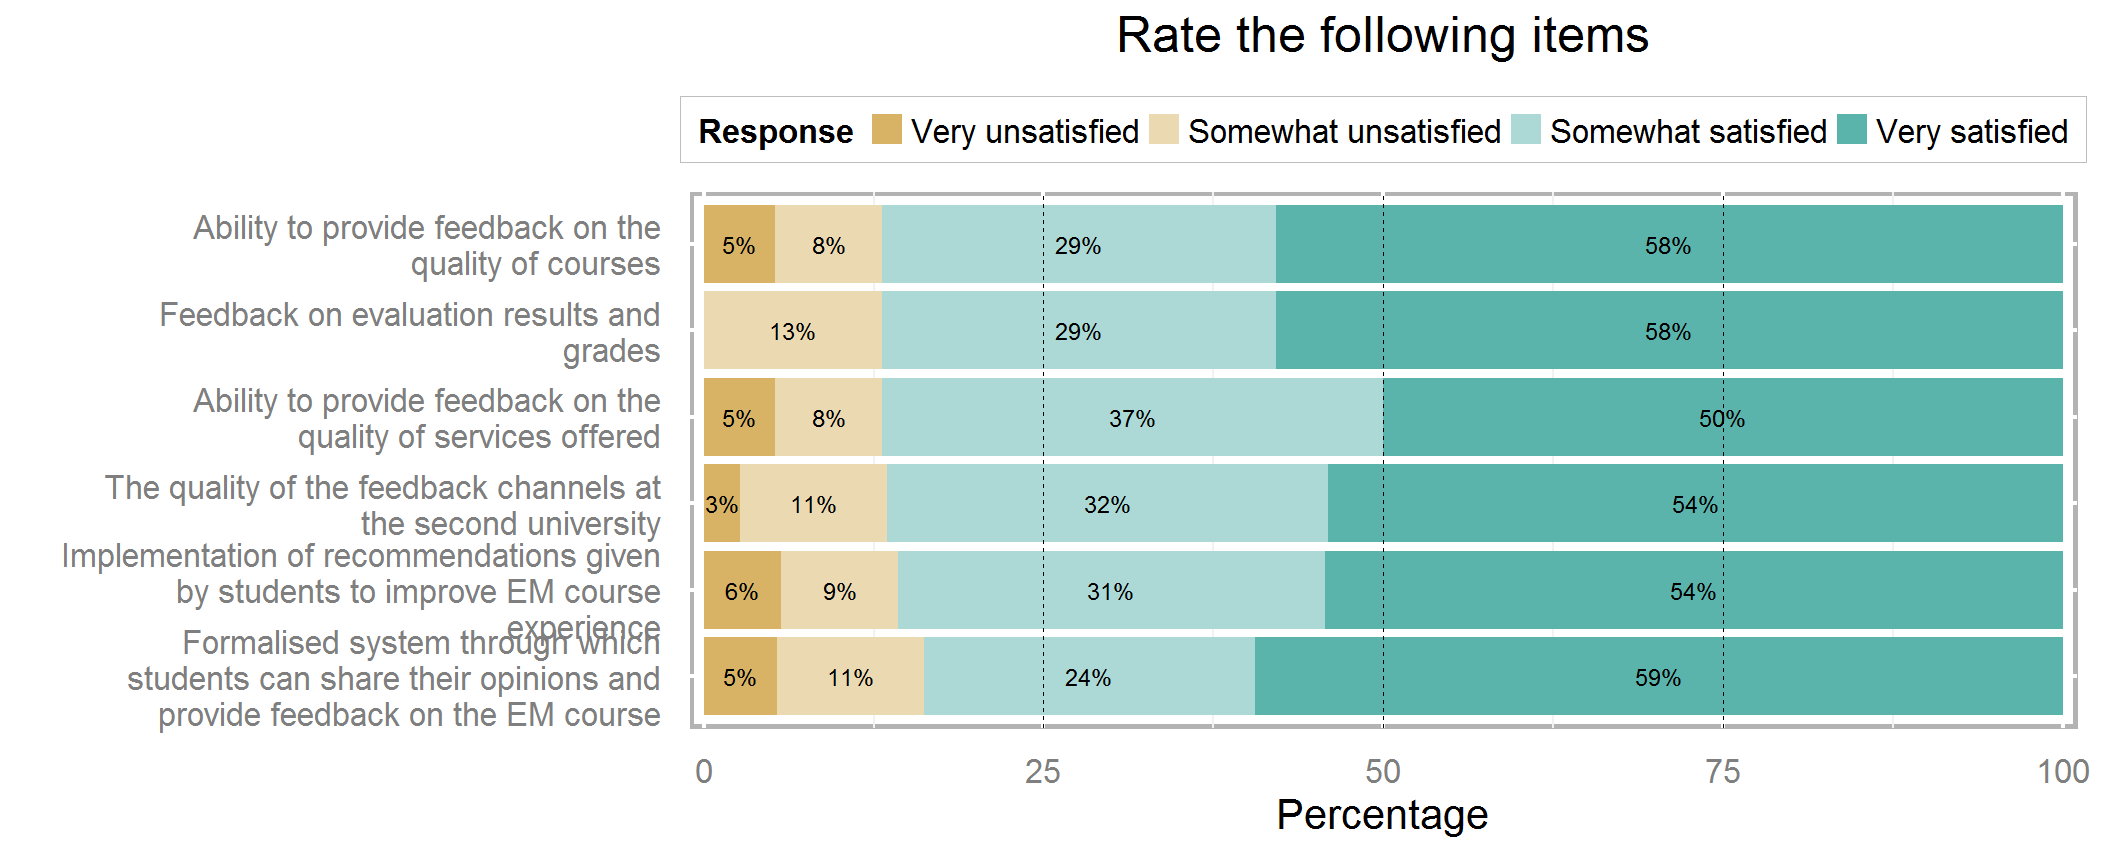 Rate the following items
Response Very unsatisfied Somewhat unsatisfied Somewhat satisfied Very satisfied
Ability to provide feedback on the
quality of courses
5% 8% 29% 58%
Feedback on evaluation results and
grades
13% 29% 58%
Ability to provide feedback on the
quality of services offered
5% 8% 37% 50%
The quality of the feedback channels at
the second university
3% 11% 32% 54%
Implementation of recommendations given
by students to improve EM course
experience
6% 9% 31% 54%
Formalised system through which
students can share their opinions and
provide feedback on the EM course
5% 11% 24% 59%
0 25 50 75 100
Percentage